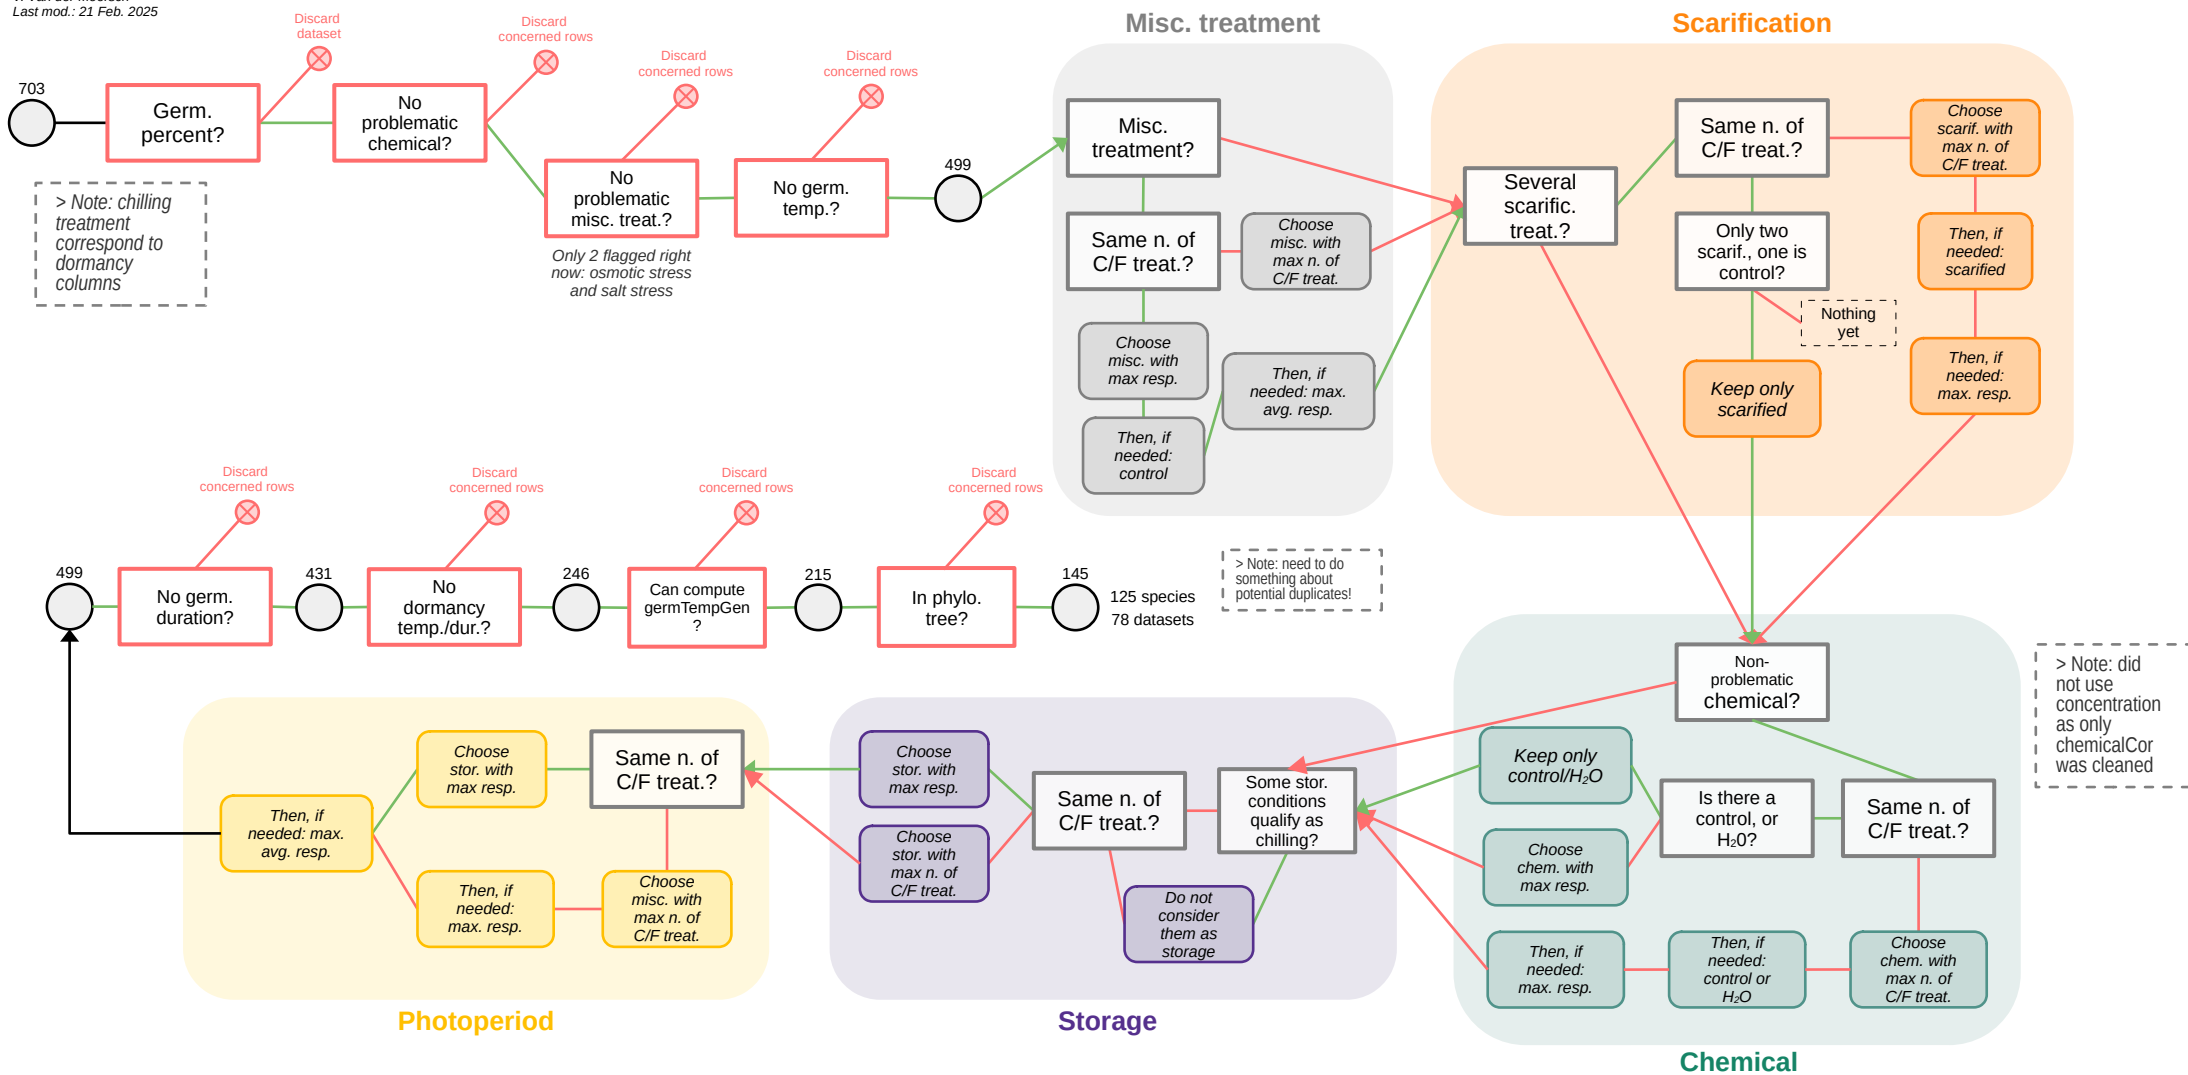 Last mod.: 21 Feb. 2025
703
Germ.
percent?
Discard
dataset
No
problematic
chemical?
Discard
concerned rows
No
problematic
misc. treat.?
Discard
concerned rows
Only 2 flagged right
now: osmotic stress
and salt stress
No germ.
temp.?
Discard
concerned rows
499
> Note: chilling
treatment
correspond to
dormancy
columns
Misc. treatment
Misc.
treatment?
Same n. of
C/F treat.?
Choose
misc. with
max n. of
C/F treat.
Choose
misc. with
max resp.
Then, if
needed:
control
Then, if
needed: max.
avg. resp.
Scarification
Several
scarific.
treat.?
Same n. of
C/F treat.?
Choose
scarif. with
max n. of
C/F treat.
Only two
scarif., one is
control?
Then, if
needed:
scarified
Nothing
yet
Keep only
scarified
Then, if
needed:
max. resp.
499
No germ.
duration?
Discard
concerned rows
431
No
dormancy
temp./dur.?
Discard
concerned rows
246
Can compute
germTempGen
?
Discard
concerned rows
215
In phylo.
tree?
Discard
concerned rows
145
125 species
78 datasets
> Note: need to do
something about
potential duplicates!
Non-
problematic
chemical?
> Note: did
not use
concentration
as only
chemicalCor
was cleaned
Keep only
control/H₂O
Is there a
control, or
H₂0?
Same n. of
C/F treat.?
Choose
chem. with
max resp.
Then, if
needed:
max. resp.
Then, if
needed:
control or
H₂O
Choose
chem. with
max n. of
C/F treat.
Chemical
Some stor.
conditions
qualify as
chilling?
Same n. of
C/F treat.?
Do not
consider
them as
storage
Choose
stor. with
max resp.
Choose
stor. with
max n. of
C/F treat.
Storage
Same n. of
C/F treat.?
Choose
stor. with
max resp.
Choose
misc. with
max n. of
C/F treat.
Then, if
needed:
max. resp.
Then, if
needed: max.
avg. resp.
Photoperiod